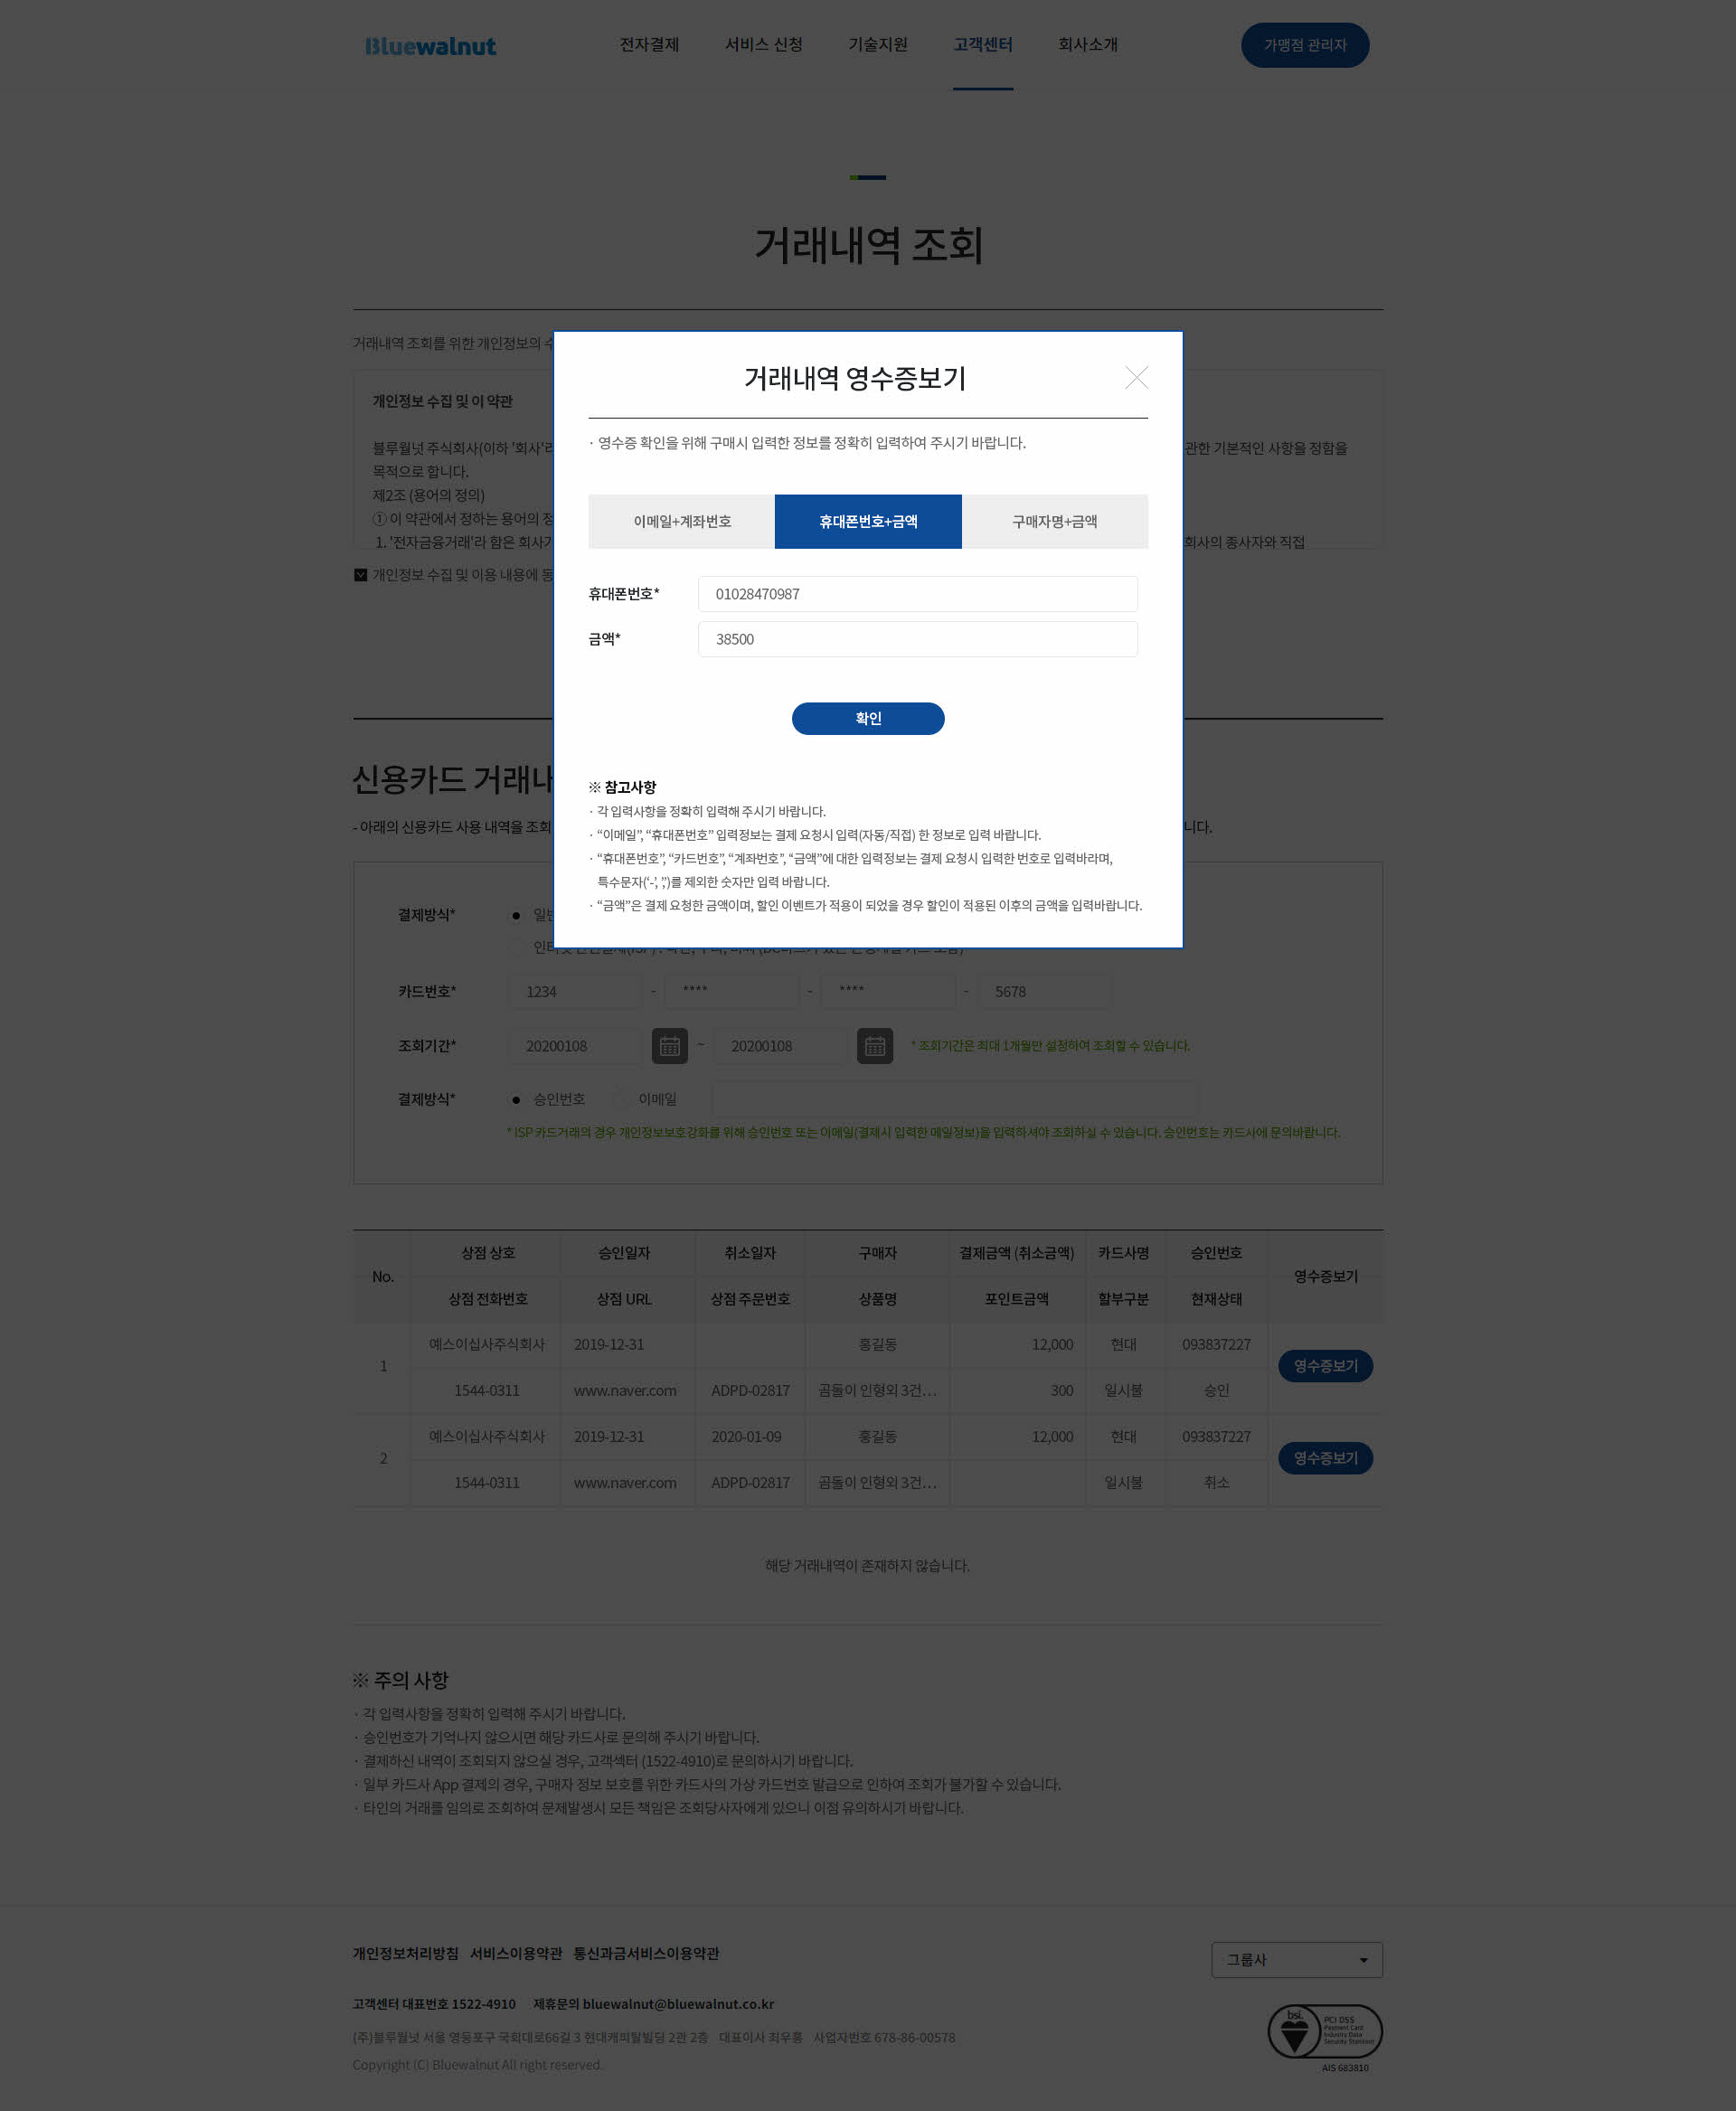 Bluewalnut
전자결제 서비스 신청 기술지원 고객센터 회사소개 가맹점 관리자
거래내역 조회
거래내역 조회를 위한 개인정보의
개인정보 수집 및 이 약관
블루월넛 주식회사(이하 '회사'라 관한 기본적인 사항을 정함을
목적으로 합니다.
제2조 (용어의 정의)
① 이 약관에서 정하는 용어의 정
1. '전자금융거래'라 함은 회사가 회사의 종사자와 직접
개인정보 수집 및 이용 내용에 동
거래내역 영수증보기
· 영수증 확인을 위해 구매시 입력한 정보를 정확히 입력하여 주시기 바랍니다.
이메일+계좌번호 휴대폰번호+금액 구매자명+금액
휴대폰번호* 01028470987
금액* 38500
확인
※ 참고사항
· 각 입력사항을 정확히 입력해 주시기 바랍니다.
· “이메일”, “휴대폰번호” 입력정보는 결제 요청시 입력(자동/직접) 한 정보로 입력 바랍니다.
· “휴대폰번호”, “카드번호”, “계좌번호”, “금액”에 대한 입력정보는 결제 요청시 입력한 번호로 입력바라며,
특수문자(‘-’, ‘,’)를 제외한 숫자만 입력 바랍니다.
· “금액”은 결제 요청한 금액이며, 할인 이벤트가 적용이 되었을 경우 할인이 적용된 이후의 금액을 입력바랍니다.
신용카드 거래내
- 아래의 신용카드 사용 내역을 조회 니다.
결제방식* 일반
카드번호* 1234 - **** - **** - 5678
조회기간* 20200108 ~ 20200108 * 조회기간은 최대 1개월만 설정하여 조회할 수 있습니다.
결제방식* 승인번호 이메일
* ISP 카드거래의 경우 개인정보보호강화를 위해 승인번호 또는 이메일(결제시 입력한 메일정보)을 입력하셔야 조회하실 수 있습니다. 승인번호는 카드사에 문의바랍니다.
No. 상점 상호 승인일자 취소일자 구매자 결제금액 (취소금액) 카드사명 승인번호 영수증보기
상점 전화번호 상점 URL 상점 주문번호 상품명 포인트금액 할부구분 현재상태
1 예스이십사주식회사 2019-12-31 홍길동 12,000 현대 093837227 영수증보기
1544-0311 www.naver.com ADPD-02817 곰돌이 인형외 3건... 300 일시불 승인
2 예스이십사주식회사 2019-12-31 2020-01-09 홍길동 12,000 현대 093837227 영수증보기
1544-0311 www.naver.com ADPD-02817 곰돌이 인형외 3건... 일시불 취소
해당 거래내역이 존재하지 않습니다.
※ 주의 사항
· 각 입력사항을 정확히 입력해 주시기 바랍니다.
· 승인번호가 기억나지 않으시면 해당 카드사로 문의해 주시기 바랍니다.
· 결제하신 내역이 조회되지 않으실 경우, 고객섹터 (1522-4910)로 문의하시기 바랍니다.
· 일부 카드사 App 결제의 경우, 구매자 정보 보호를 위한 카드사의 가상 카드번호 발급으로 인하여 조회가 불가할 수 있습니다.
· 타인의 거래를 임의로 조회하여 문제발생시 모든 책임은 조회당사자에게 있으니 이점 유의하시기 바랍니다.
개인정보처리방침 서비스이용약관 통신과금서비스이용약관
그룹사
고객센터 대표번호 1522-4910 제휴문의 bluewalnut@bluewalnut.co.kr
(주)블루월넛 서울 영등포구 국회대로66길 3 현대캐피탈빌딩 2관 2층 대표이사 최우흠 사업자번호 678-86-00578
Copyright (C) Bluewalnut All right reserved.
bsi.
PCI DSS
Payment Card
Industry Data
Security Standard
AIS 683810